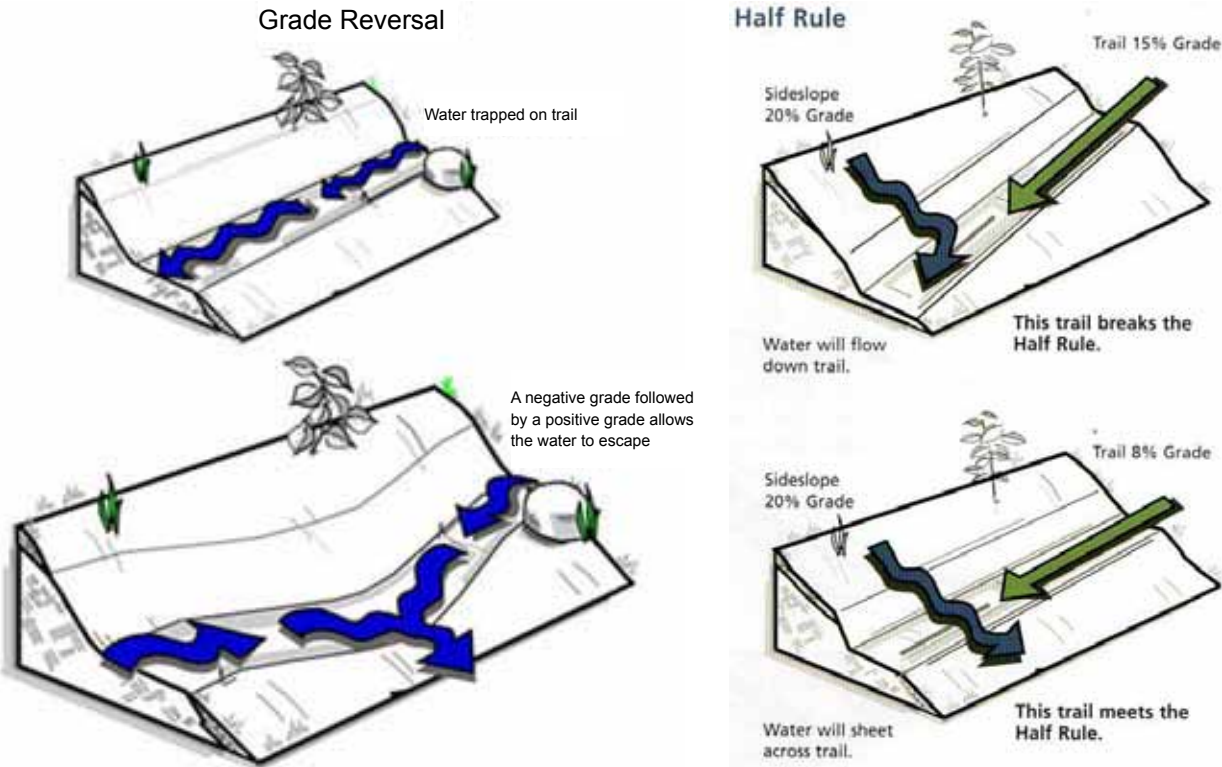 Grade Reversal
Water trapped on trail
A negative grade followed
by a positive grade allows
the water to escape
Half Rule
Trail 15% Grade
Sideslope
20% Grade
This trail breaks the
Half Rule.
Water will flow
down trail.
Trail 8% Grade
Sideslope
20% Grade
This trail meets the
Half Rule.
Water will sheet
across trail.